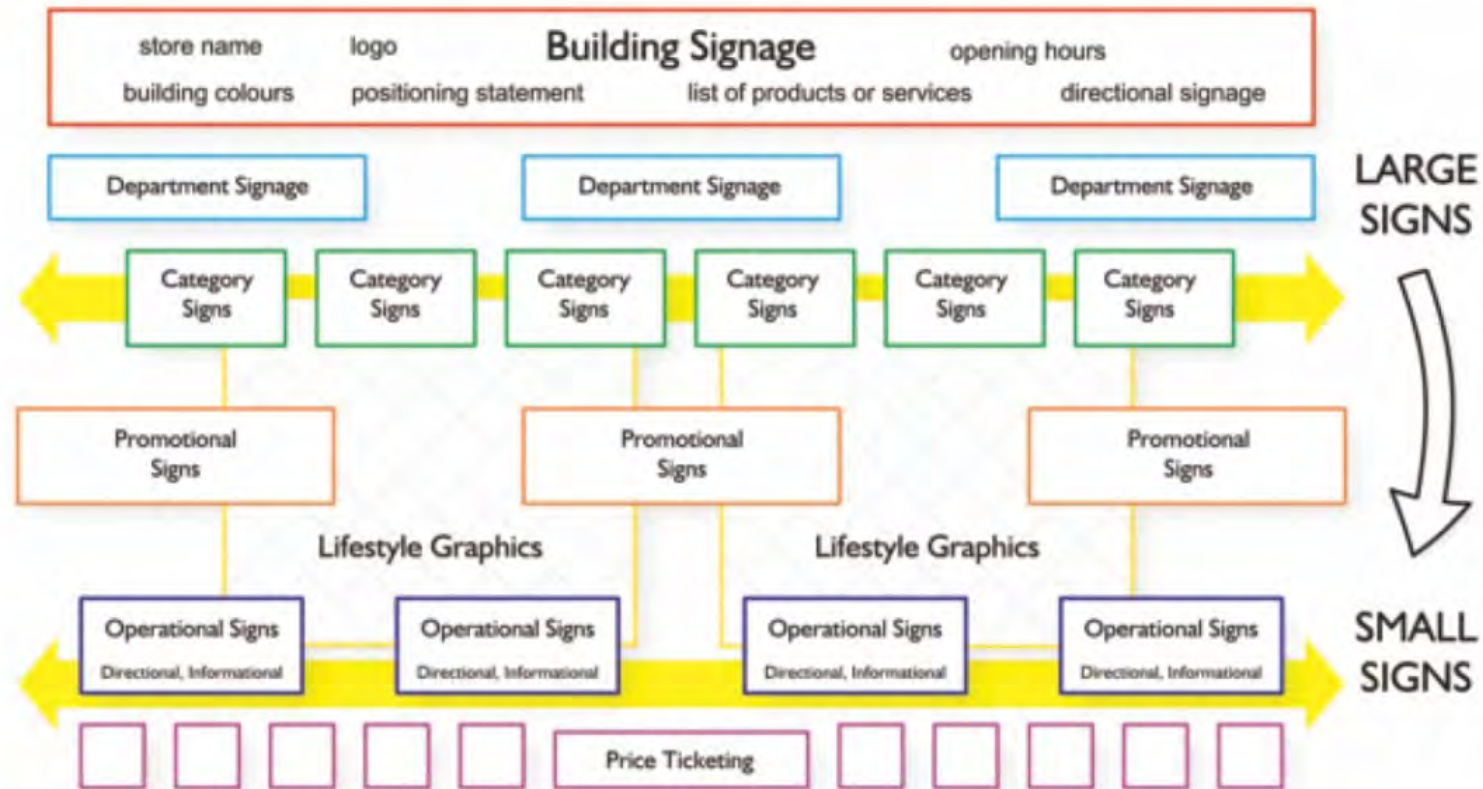 store name logo Building Signage opening hours
building colours positioning statement list of products or services directional signage
Department Signage Department Signage Department Signage
LARGE
SIGNS
Category Category Category Category Category Category
Signs Signs Signs Signs Signs Signs
Promotional Promotional Promotional
Signs Signs Signs
Lifestyle Graphics Lifestyle Graphics
Operational Signs Operational Signs Operational Signs Operational Signs
Directional, Informational Directional, Informational Directional, Informational Directional, Informational
SMALL
SIGNS
Price Ticketing